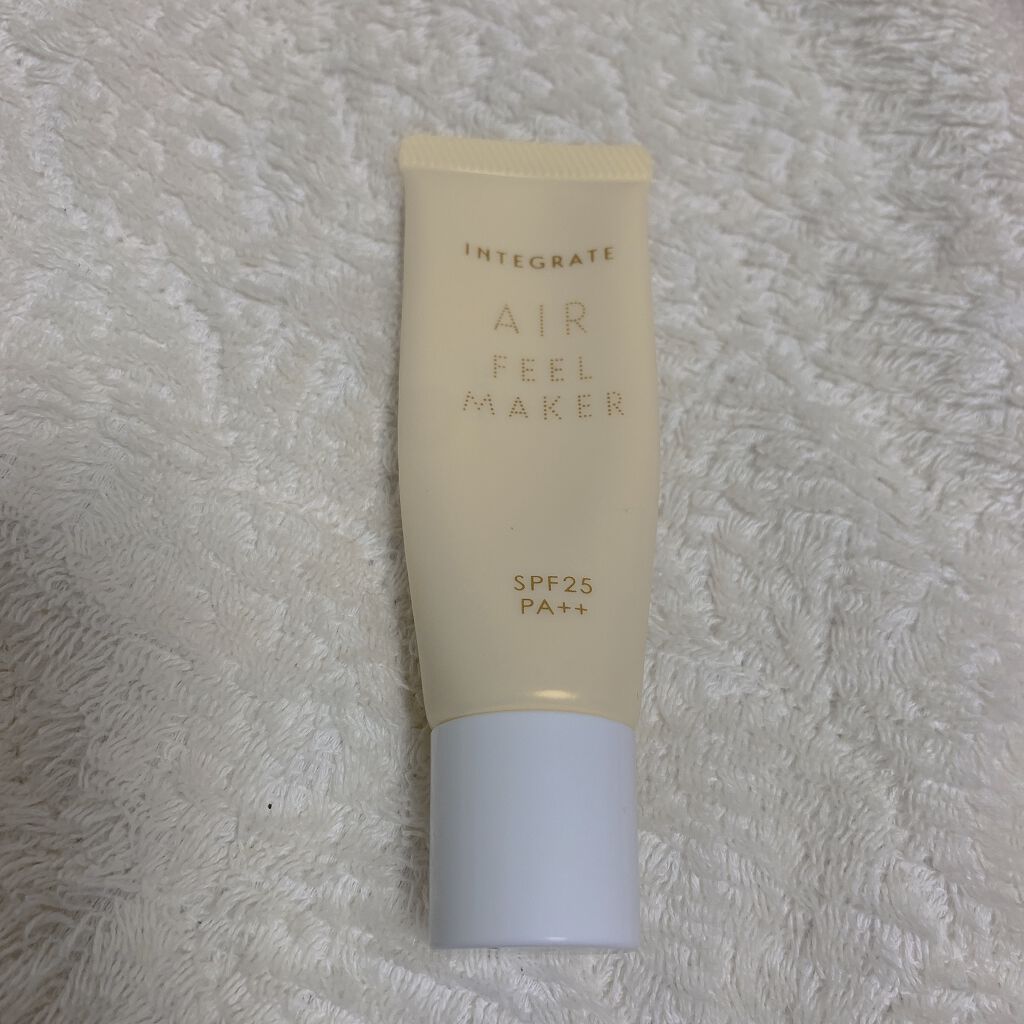 INTEGRATE
AIR
FEEL
MAKER
SPF25
PA++